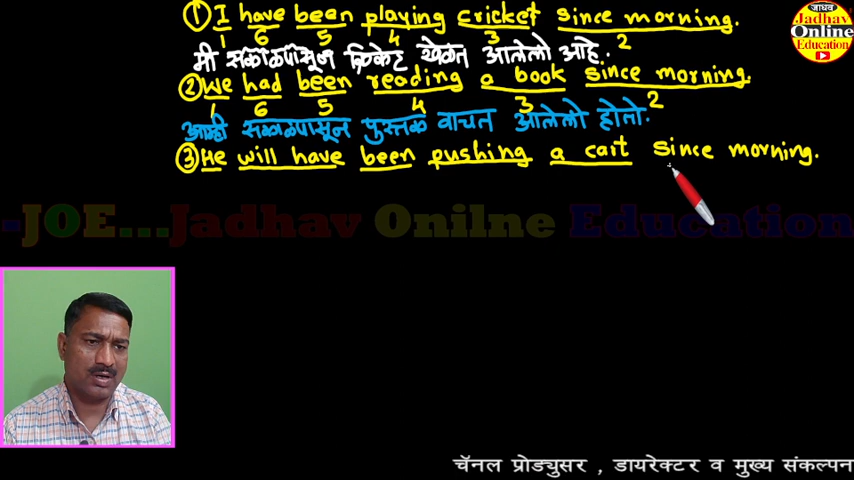 ① I have been playing cricket since morning.
1 6 5 4 3 2
मी सकाळपासून क्रिकेट खेळत आलेलो आहे.
② We had been reading a book since morning.
1 6 5 4 3 2
आम्ही सकाळपासून पुस्तक वाचत आलेलो होतो.
③ He will have been pushing a cart since morning.
-JOE...Jadhav Onilne Education
जाधव
Jadhav
Online
Education
चॅनल प्रोड्युसर , डायरेक्टर व मुख्य संकल्पन